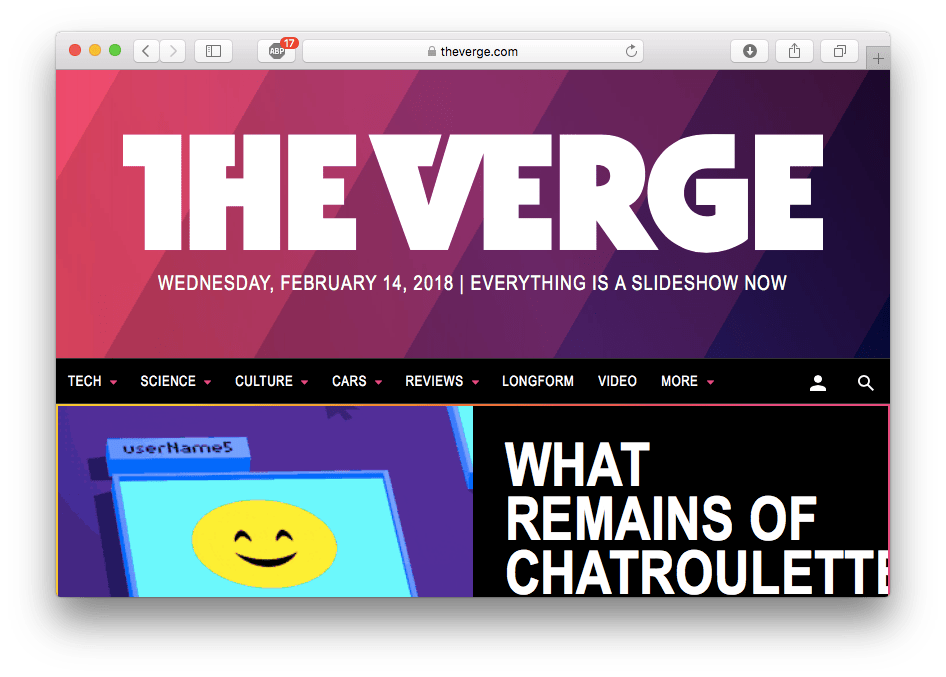 ABP 17
theverge.com
THE VERGE
WEDNESDAY, FEBRUARY 14, 2018 | EVERYTHING IS A SLIDESHOW NOW
TECH SCIENCE CULTURE CARS REVIEWS LONGFORM VIDEO MORE
userName5
WHAT
REMAINS OF
CHATROULETTE